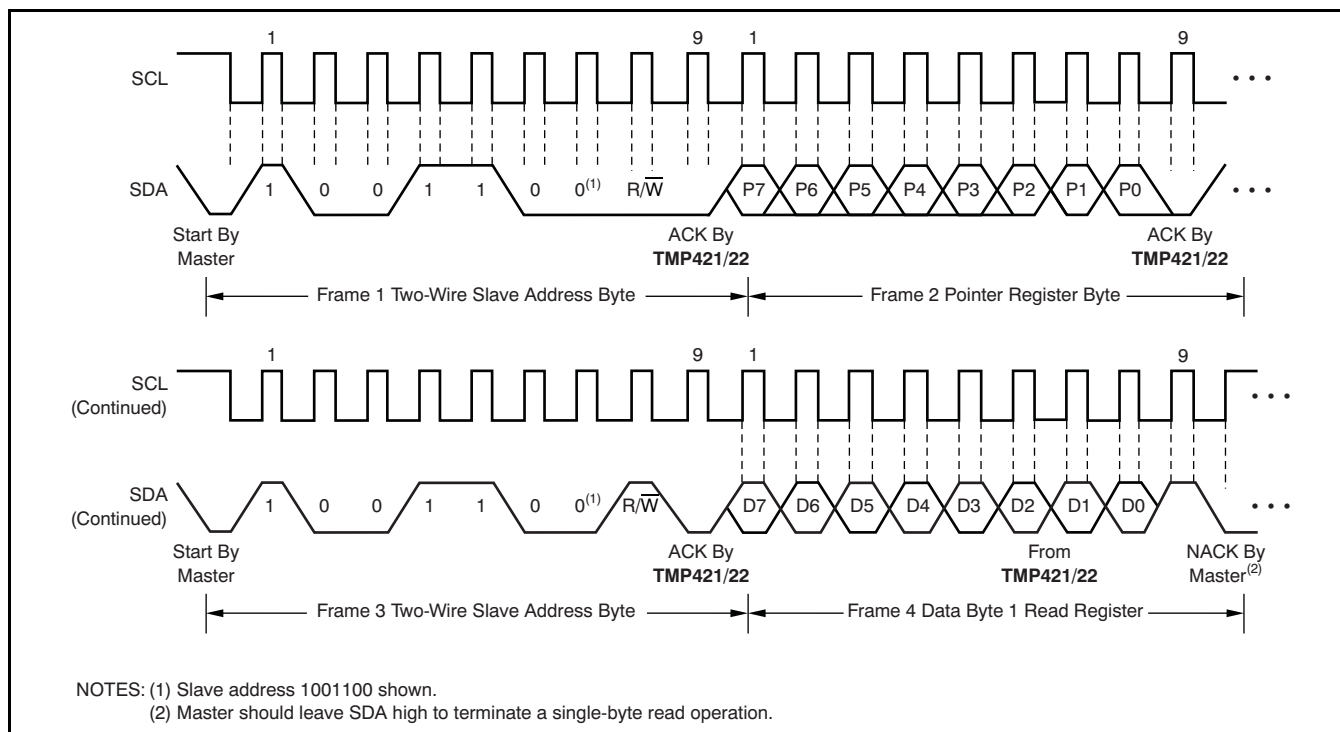 1 9 1 9
SCL • • •
SDA 1 0 0 1 1 0 0(1) R/W̅ P7 P6 P5 P4 P3 P2 P1 P0 • • •
Start By ACK By ACK By
Master TMP421/22 TMP421/22
Frame 1 Two-Wire Slave Address Byte Frame 2 Pointer Register Byte
1 9 1 9
SCL
(Continued) • • •
SDA
(Continued) 1 0 0 1 1 0 0(1) R/W̅ D7 D6 D5 D4 D3 D2 D1 D0 • • •
Start By ACK By From NACK By
Master TMP421/22 TMP421/22 Master(2)
Frame 3 Two-Wire Slave Address Byte Frame 4 Data Byte 1 Read Register
NOTES: (1) Slave address 1001100 shown.
(2) Master should leave SDA high to terminate a single-byte read operation.